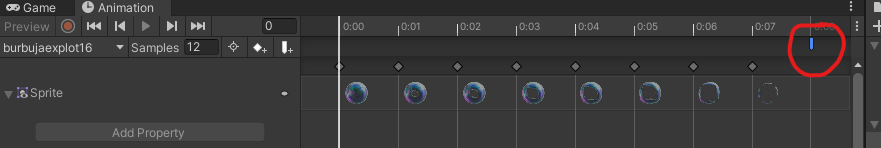 Game Animation
Preview 0 0:00 0:01 0:02 0:03 0:04 0:05 0:06 0:07
burbujaexplot16 Samples 12
Sprite
Add Property